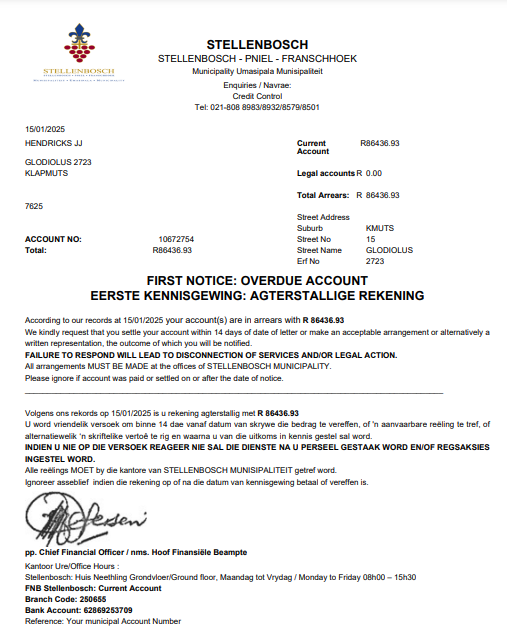 STELLENBOSCH
STELLENBOSCH
STELLENBOSCH - PNIEL - FRANSCHHOEK
Municipality Umasipala Munisipaliteit
Enquiries / Navrae:
Credit Control
Tel: 021-808 8983/8932/8579/8501
15/01/2025
HENDRICKS JJ
Current Account R86436.93
GLODIOLUS 2723
KLAPMUTS
Legal accounts R 0.00
Total Arrears: R 86436.93
7625
Street Address
Suburb KMUTS
ACCOUNT NO: 10672754
Street No 15
Total: R86436.93
Street Name GLODIOLUS
Erf No 2723
FIRST NOTICE: OVERDUE ACCOUNT
EERSTE KENNISGEWING: AGTERSTALLIGE REKENING
According to our records at 15/01/2025 your account(s) are in arrears with R 86436.93
We kindly request that you settle your account within 14 days of date of letter or make an acceptable arrangement or alternatively a
written representation, the outcome of which you will be notified.
FAILURE TO RESPOND WILL LEAD TO DISCONNECTION OF SERVICES AND/OR LEGAL ACTION.
All arrangements MUST BE MADE at the offices of STELLENBOSCH MUNICIPALITY.
Please ignore if account was paid or settled on or after the date of notice.
Volgens ons rekords op 15/01/2025 is u rekening agterstallig met R 86436.93
U word vriendelik versoek om binne 14 dae vanaf datum van skrywe die bedrag te vereffen, of 'n aanvaarbare reëling te tref, of
alternatiewelik 'n skriftelike vertoë te rig en waarna u van die uitkoms in kennis gestel sal word.
INDIEN U NIE OP DIE VERSOEK REAGEER NIE SAL DIE DIENSTE NA U PERSEEL GESTAAK WORD EN/OF REGSAKSIES
INGESTEL WORD.
Alle reëlings MOET by die kantore van STELLENBOSCH MUNISIPALITEIT getref word.
Ignoreer asseblief indien die rekening op of na die datum van kennisgewing betaal of vereffen is.
pp. Chief Financial Officer / nms. Hoof Finansiële Beampte
Kantoor Ure/Office Hours :
Stellenbosch: Huis Neethling Grondvloer/Ground floor, Maandag tot Vrydag / Monday to Friday 08h00 – 15h30
FNB Stellenbosch: Current Account
Branch Code: 250655
Bank Account: 62869253709
Reference: Your municipal Account Number